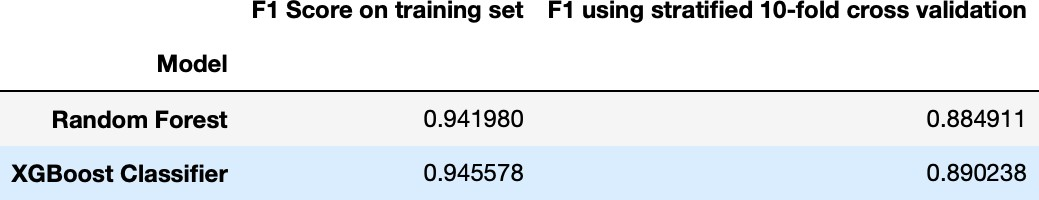 F1 Score on training set F1 using stratified 10-fold cross validation
Model
Random Forest 0.941980 0.884911
XGBoost Classifier 0.945578 0.890238